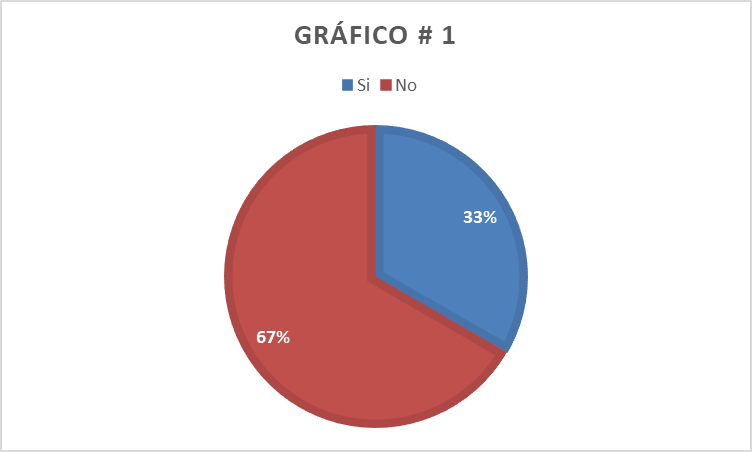 GRÁFICO # 1
Si No
33%
67%